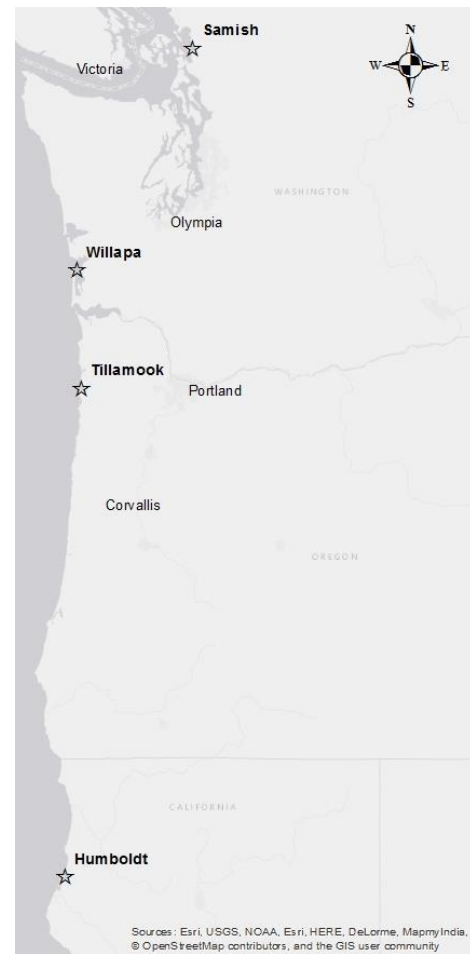 Samish
N
Victoria
W E
S
WASHINGTON
Olympia
Willapa
Tillamook
Portland
Corvallis
OREGON
CALIFORNIA
Humboldt
Sources: Esri, USGS, NOAA, Esri, HERE, DeLorme, MapmyIndia,
© OpenStreetMap contributors, and the GIS user community